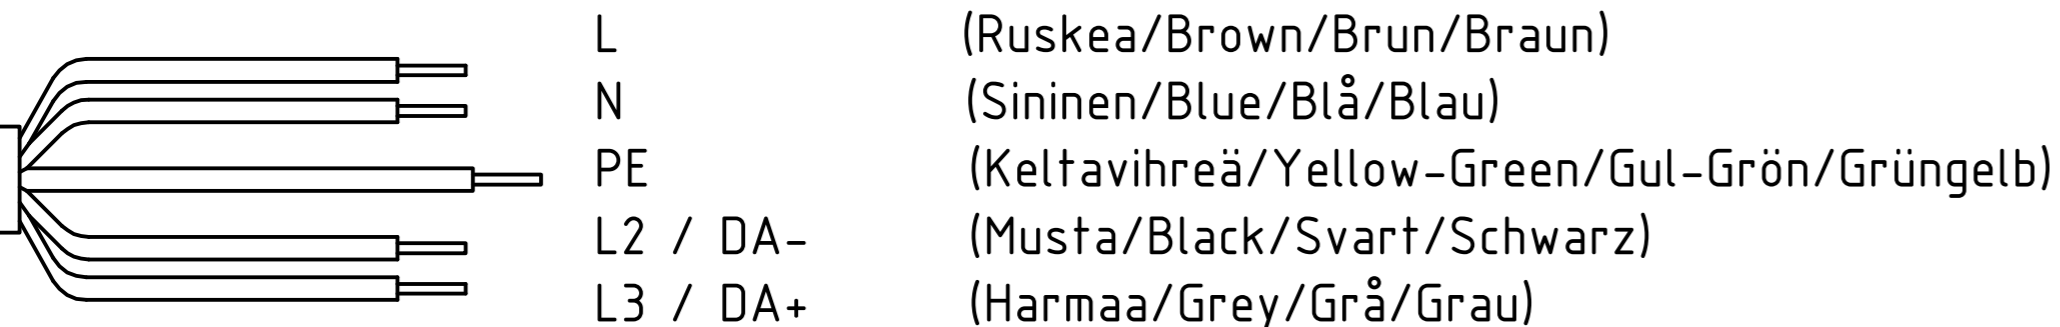 L (Ruskea/Brown/Brun/Braun)
N (Sininen/Blue/Blå/Blau)
PE (Keltavihreä/Yellow-Green/Gul-Grön/Grüngelb)
L2 / DA- (Musta/Black/Svart/Schwarz)
L3 / DA+ (Harmaa/Grey/Grå/Grau)